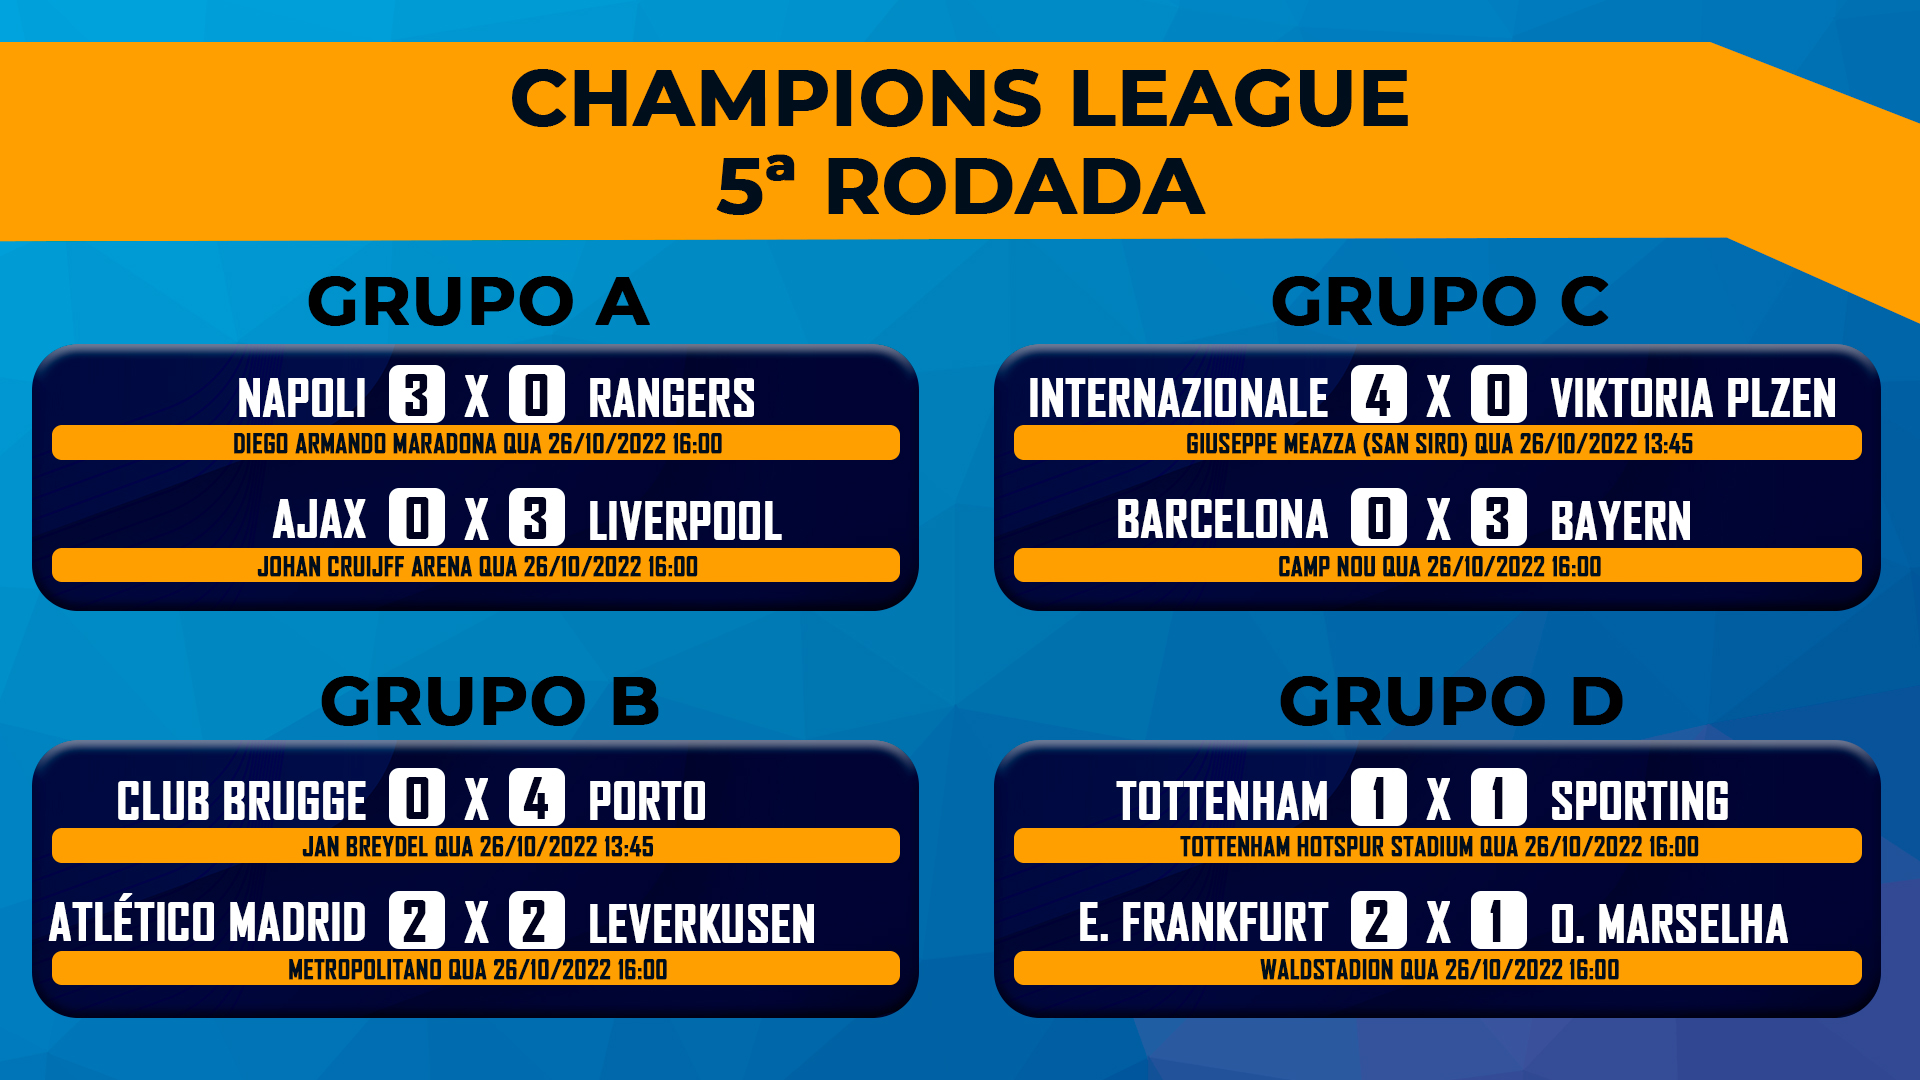 CHAMPIONS LEAGUE
5ª RODADA
GRUPO A
NAPOLI 3 X 0 RANGERS
DIEGO ARMANDO MARADONA QUA 26/10/2022 16:00
AJAX 0 X 3 LIVERPOOL
JOHAN CRUIJFF ARENA QUA 26/10/2022 16:00
GRUPO B
CLUB BRUGGE 0 X 4 PORTO
JAN BREYDEL QUA 26/10/2022 13:45
ATLÉTICO MADRID 2 X 2 LEVERKUSEN
METROPOLITANO QUA 26/10/2022 16:00
GRUPO C
INTERNAZIONALE 4 X 0 VIKTORIA PLZEN
GIUSEPPE MEAZZA (SAN SIRO) QUA 26/10/2022 13:45
BARCELONA 0 X 3 BAYERN
CAMP NOU QUA 26/10/2022 16:00
GRUPO D
TOTTENHAM 1 X 1 SPORTING
TOTTENHAM HOTSPUR STADIUM QUA 26/10/2022 16:00
E. FRANKFURT 2 X 1 O. MARSELHA
WALDSTADION QUA 26/10/2022 16:00